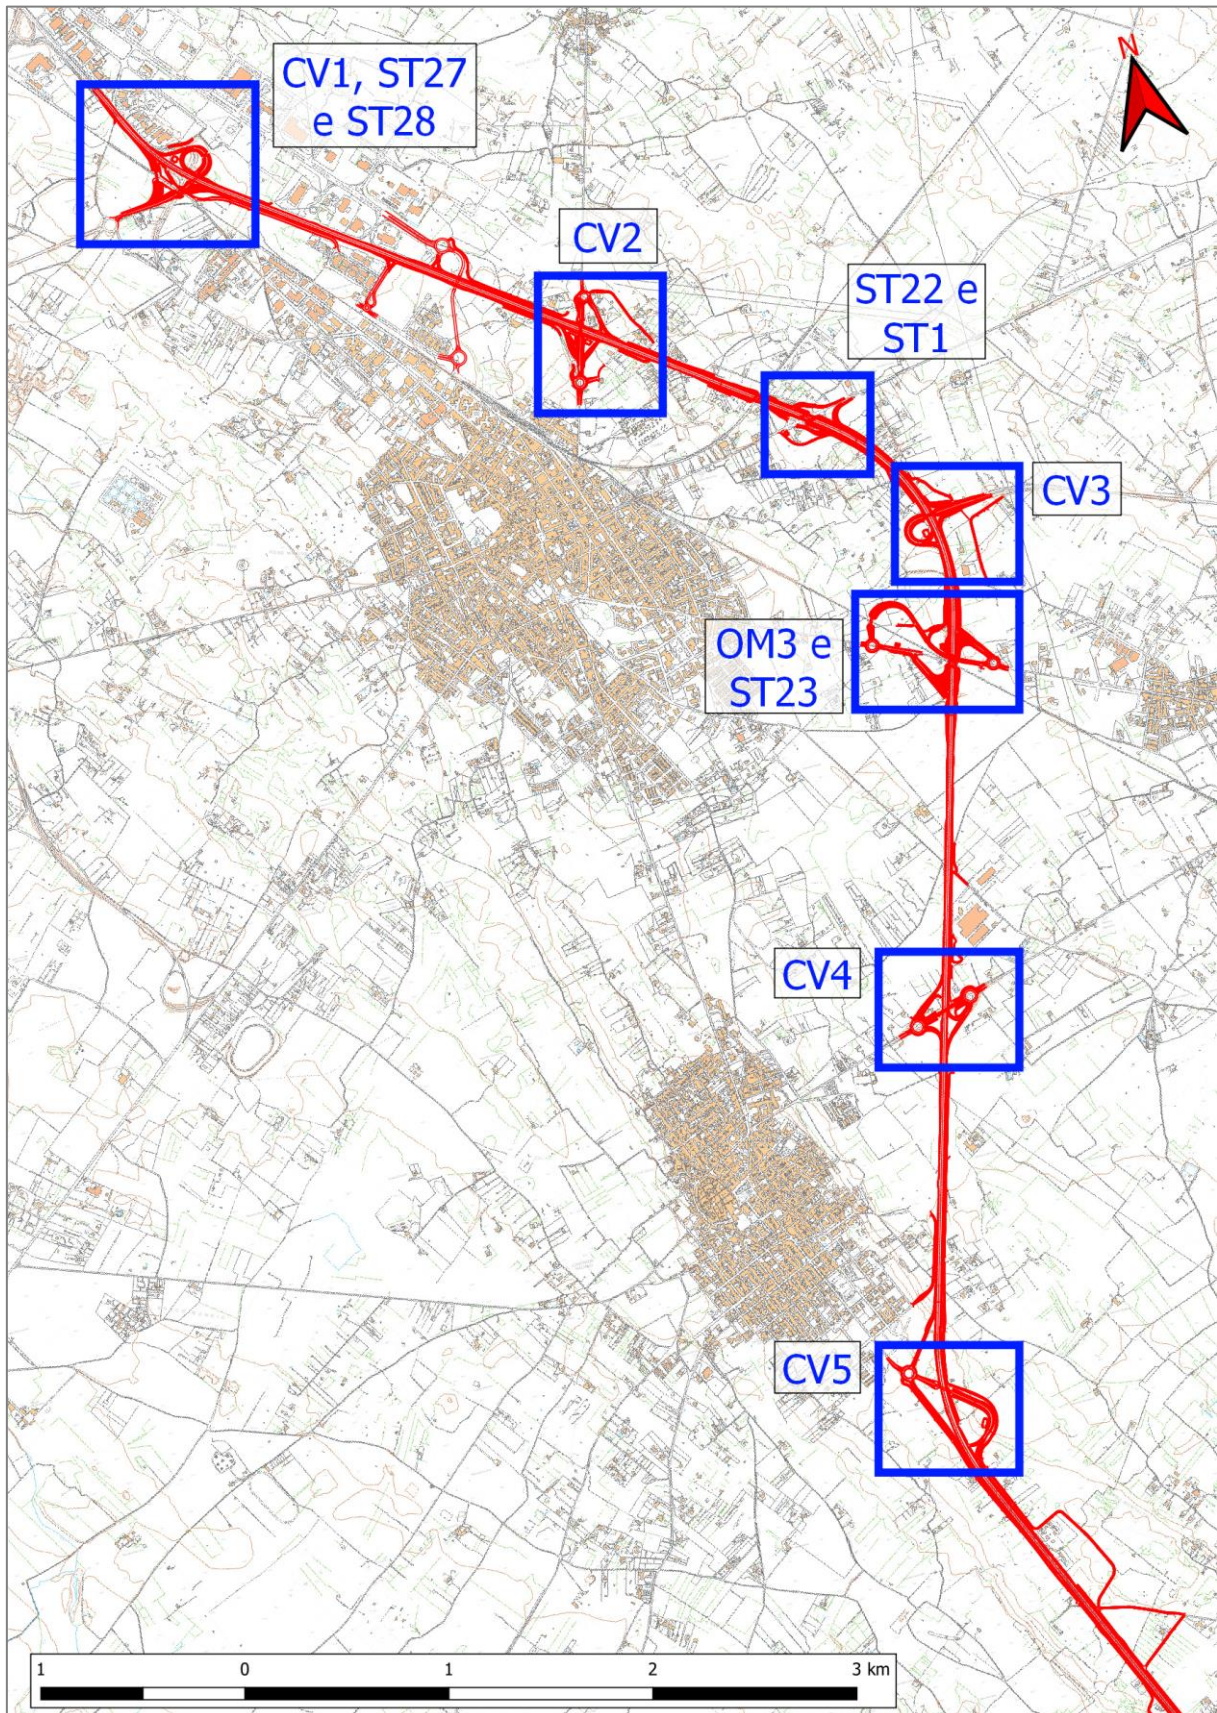 N
CV1, ST27
e ST28
CV2
ST22 e
ST1
CV3
OM3 e
ST23
CV4
CV5
1 0 1 2 3 km